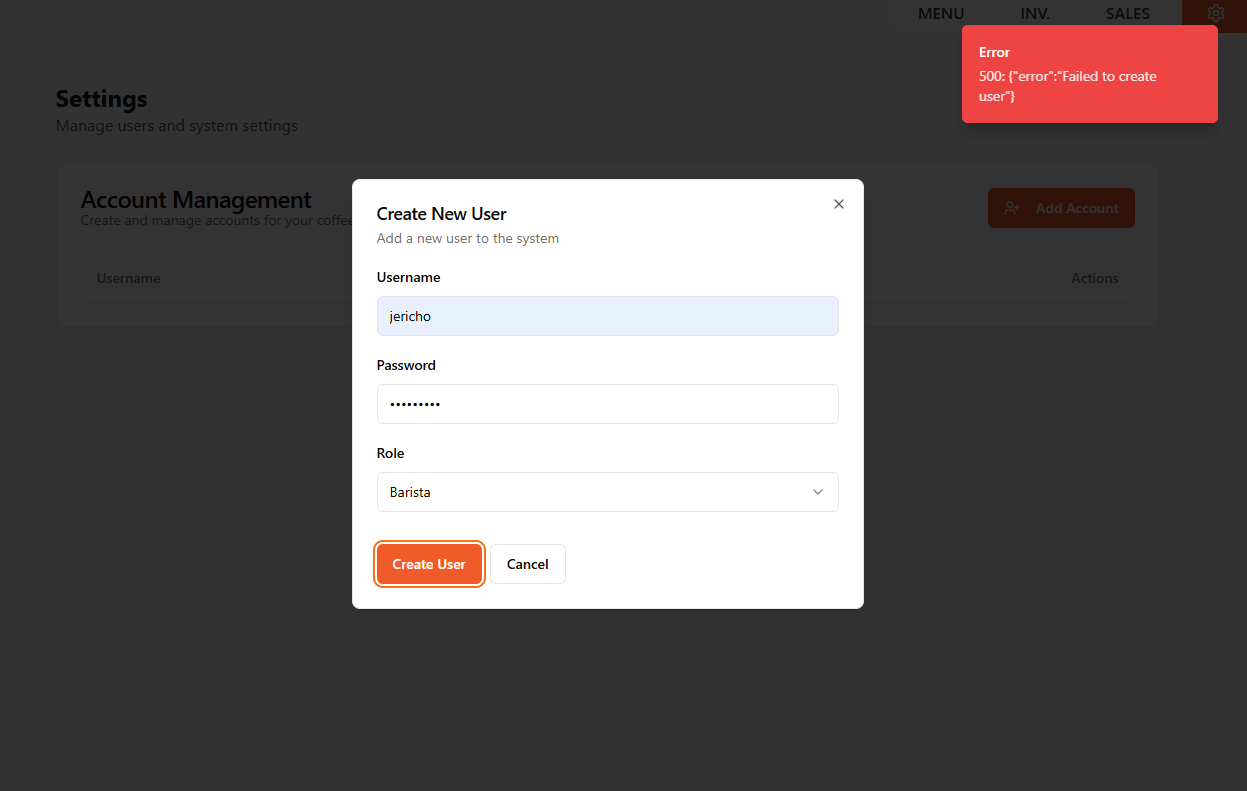 MENU INV. SALES
Error
500: {"error":"Failed to create
user"}
Settings
Manage users and system settings
Account Management
Create and manage accounts for your coffee
Add Account
Username
Actions
Create New User
Add a new user to the system
Username
jericho
Password
•••••••••
Role
Barista
Create User
Cancel